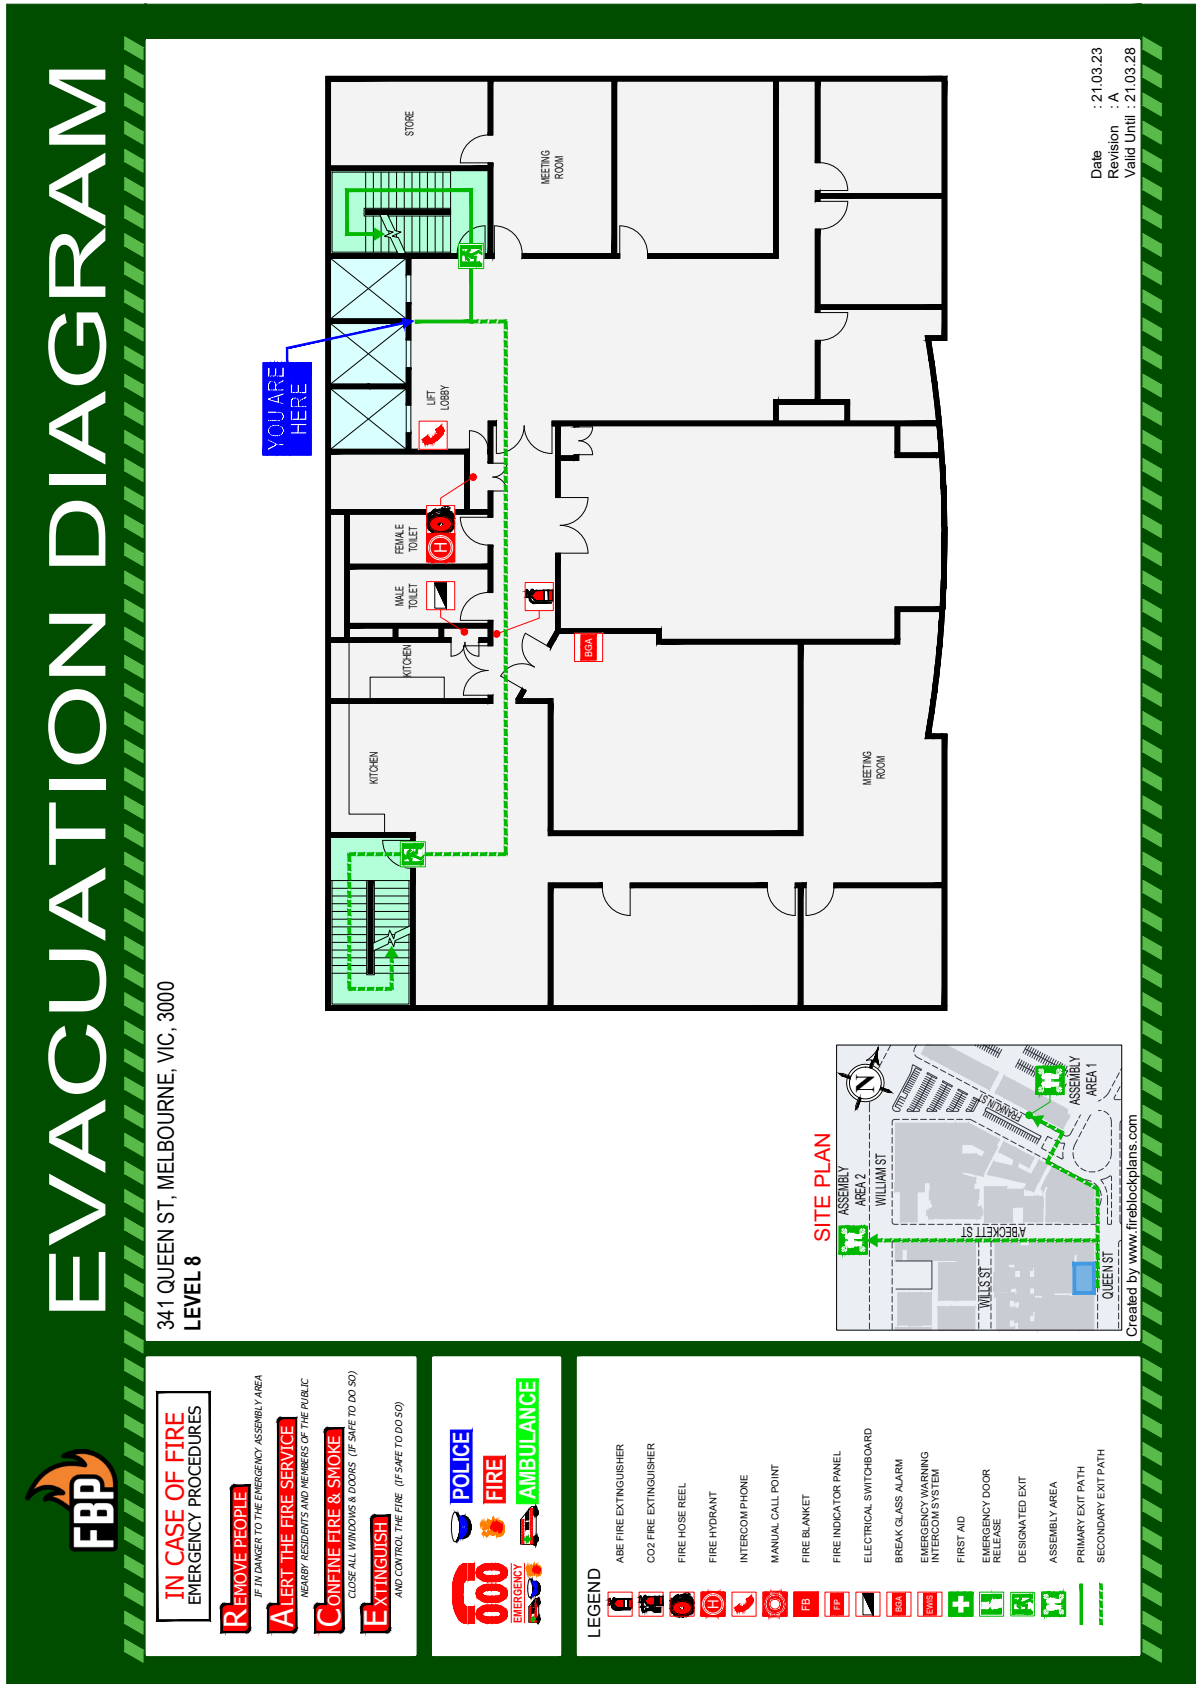 EVACUATION DIAGRAM
FBP
341 QUEEN ST, MELBOURNE, VIC, 3000
LEVEL 8
Date : 21.03.23
Revision : A
Valid Until : 21.03.28
YOU ARE
HERE
STORE
MEETING
ROOM
LIFT
LOBBY
FEMALE
TOILET
MALE
TOILET
KITCHEN
KITCHEN
BGA
H
MEETING
ROOM
IN CASE OF FIRE
EMERGENCY PROCEDURES
REMOVE PEOPLE
IF IN DANGER TO THE EMERGENCY ASSEMBLY AREA
ALERT THE FIRE SERVICE
NEARBY RESIDENTS AND MEMBERS OF THE PUBLIC
CONFINE FIRE & SMOKE
CLOSE ALL WINDOWS & DOORS (IF SAFE TO DO SO)
EXTINGUISH
AND CONTROL THE FIRE (IF SAFE TO DO SO)
000
EMERGENCY
POLICE
FIRE
AMBULANCE
LEGEND
ABE FIRE EXTINGUISHER
CO2 FIRE EXTINGUISHER
FIRE HOSE REEL
H FIRE HYDRANT
INTERCOM PHONE
MANUAL CALL POINT
FB FIRE BLANKET
FIP FIRE INDICATOR PANEL
ELECTRICAL SWITCHBOARD
BGA BREAK GLASS ALARM
EWIS EMERGENCY WARNING
INTERCOM SYSTEM
FIRST AID
EMERGENCY DOOR
RELEASE
DESIGNATED EXIT
ASSEMBLY AREA
PRIMARY EXIT PATH
SECONDARY EXIT PATH
SITE PLAN
N
ASSEMBLY
AREA 2
WILLIAM ST
FRANKLIN ST
ASSEMBLY
AREA 1
A'BECKETT ST
WILLS ST
QUEEN ST
Created by www.fireblockplans.com